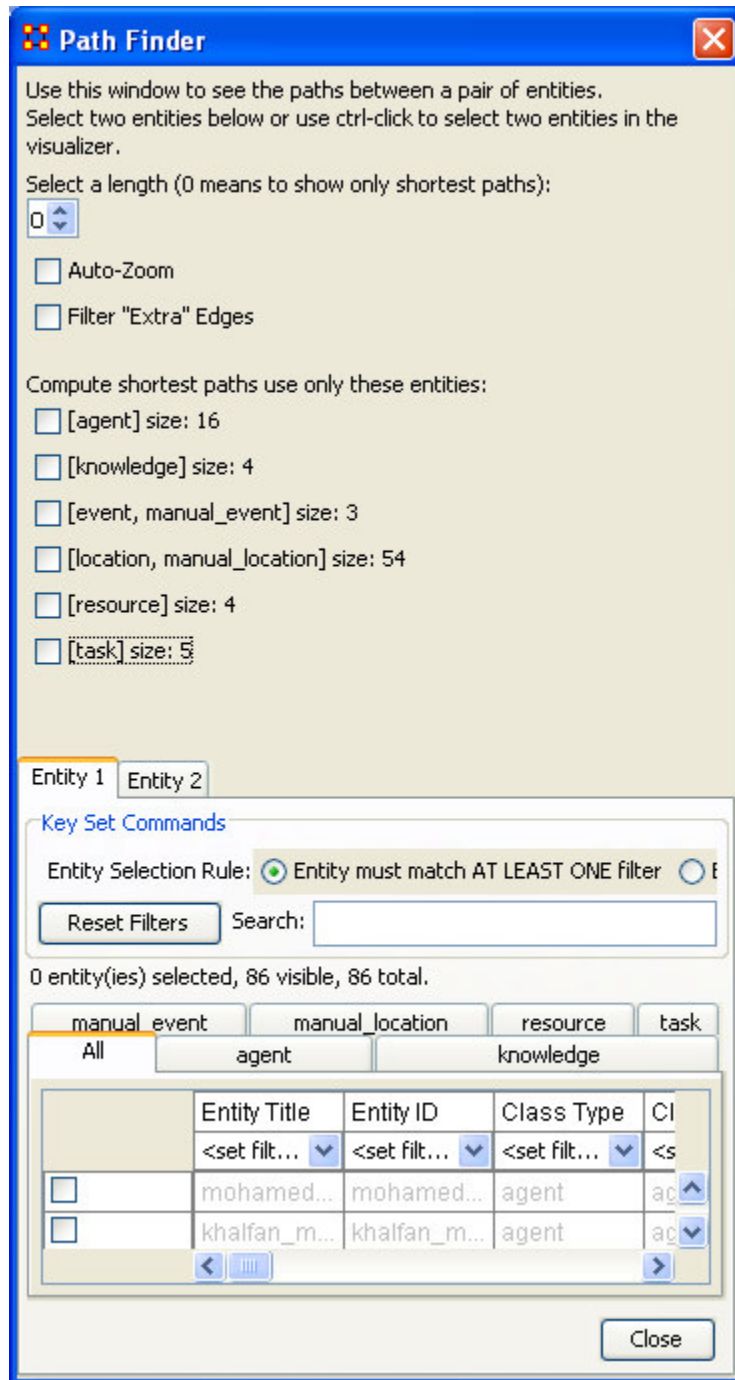 Path Finder
Use this window to see the paths between a pair of entities.
Select two entities below or use ctrl-click to select two entities in the
visualizer.
Select a length (0 means to show only shortest paths):
0
Auto-Zoom
Filter "Extra" Edges
Compute shortest paths use only these entities:
[agent] size: 16
[knowledge] size: 4
[event, manual_event] size: 3
[location, manual_location] size: 54
[resource] size: 4
[task] size: 5
Entity 1 Entity 2
Key Set Commands
Entity Selection Rule: Entity must match AT LEAST ONE filter E
Reset Filters Search:
0 entity(ies) selected, 86 visible, 86 total.
manual_event manual_location resource task
All agent knowledge
Entity Title Entity ID Class Type Cl
<set filt... <set filt... <set filt... <s
mohamed... mohamed... agent ag
khalfan_m... khalfan_m... agent ag
Close